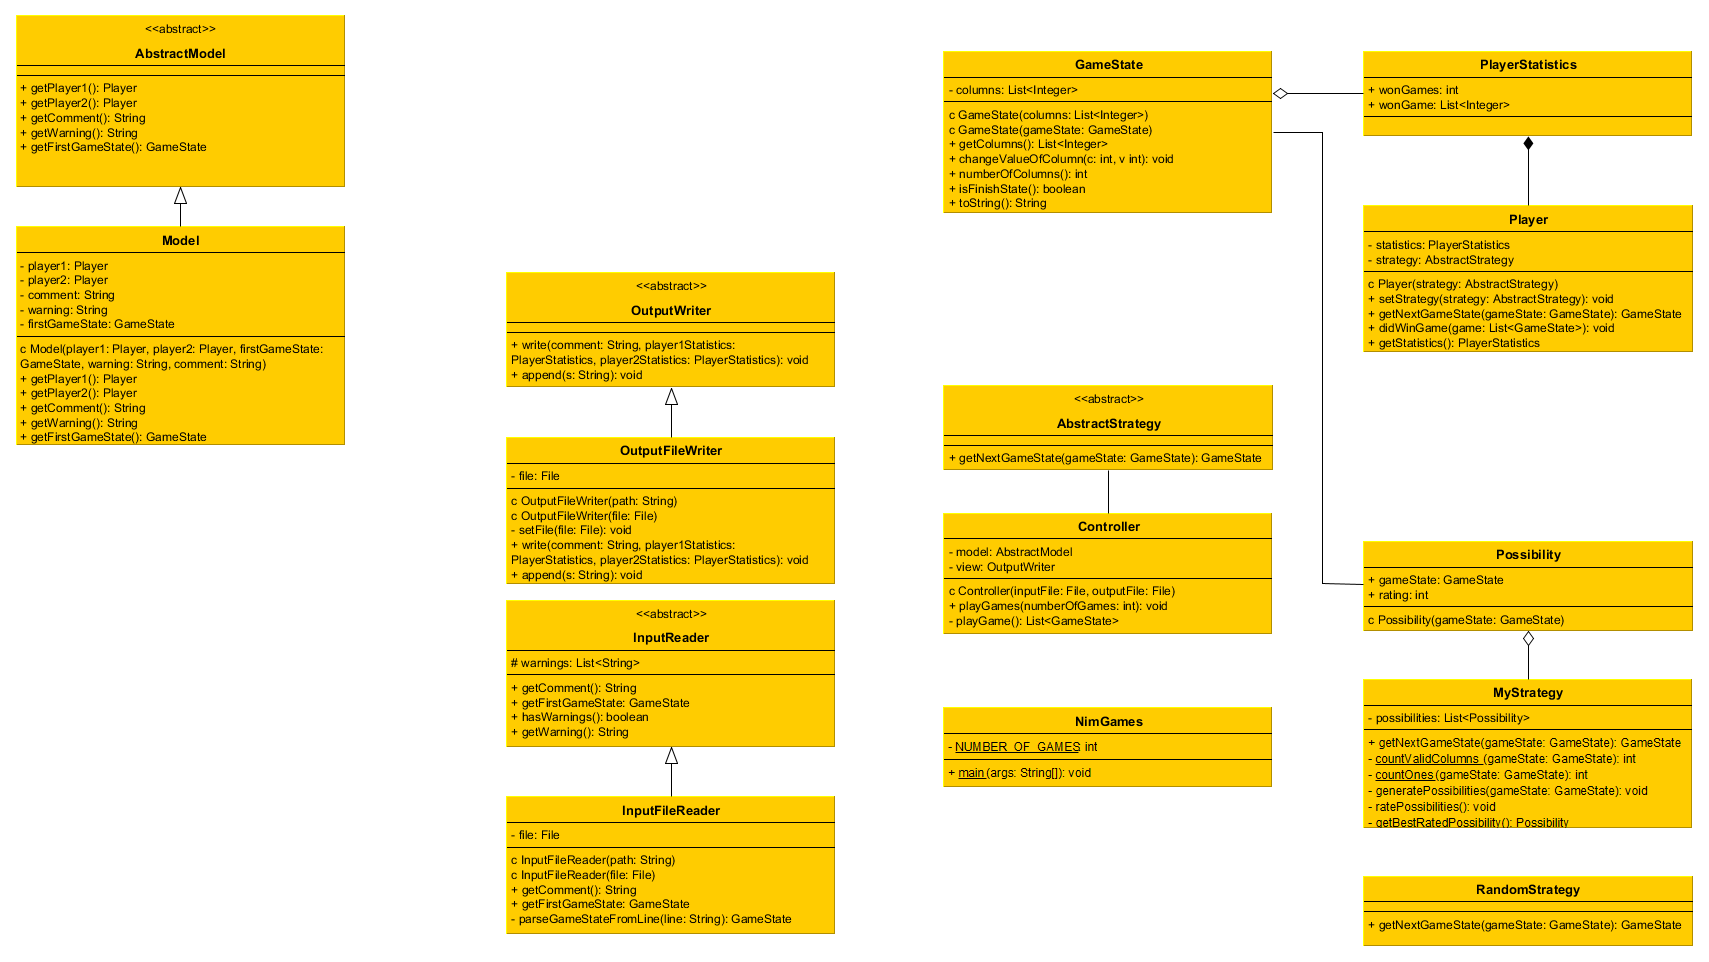 <<abstract>>
AbstractModel
+ getPlayer1(): Player
+ getPlayer2(): Player
+ getComment(): String
+ getWarning(): String
+ getFirstGameState(): GameState
Model
- player1: Player
- player2: Player
- comment: String
- warning: String
- firstGameState: GameState
c Model(player1: Player, player2: Player, firstGameState:
GameState, warning: String, comment: String)
+ getPlayer1(): Player
+ getPlayer2(): Player
+ getComment(): String
+ getWarning(): String
+ getFirstGameState(): GameState
<<abstract>>
OutputWriter
+ write(comment: String, player1Statistics:
PlayerStatistics, player2Statistics: PlayerStatistics): void
+ append(s: String): void
OutputFileWriter
- file: File
c OutputFileWriter(path: String)
c OutputFileWriter(file: File)
- setFile(file: File): void
+ write(comment: String, player1Statistics:
PlayerStatistics, player2Statistics: PlayerStatistics): void
+ append(s: String): void
<<abstract>>
InputReader
# warnings: List<String>
+ getComment(): String
+ getFirstGameState: GameState
+ hasWarnings(): boolean
+ getWarning(): String
InputFileReader
- file: File
c InputFileReader(path: String)
c InputFileReader(file: File)
+ getComment(): String
+ getFirstGameState: GameState
- parseGameStateFromLine(line: String): GameState
GameState
- columns: List<Integer>
c GameState(columns: List<Integer>)
c GameState(gameState: GameState)
+ getColumns(): List<Integer>
+ changeValueOfColumn(c: int, v int): void
+ numberOfColumns(): int
+ isFinishState(): boolean
+ toString(): String
<<abstract>>
AbstractStrategy
+ getNextGameState(gameState: GameState): GameState
Controller
- model: AbstractModel
- view: OutputWriter
c Controller(inputFile: File, outputFile: File)
+ playGames(numberOfGames: int): void
- playGame(): List<GameState>
NimGames
- NUMBER_OF_GAMES int
+ main (args: String[]): void
PlayerStatistics
+ wonGames: int
+ wonGame: List<Integer>
Player
- statistics: PlayerStatistics
- strategy: AbstractStrategy
c Player(strategy: AbstractStrategy)
+ setStrategy(strategy: AbstractStrategy): void
+ getNextGameState(gameState: GameState): GameState
+ didWinGame(game: List<GameState>): void
+ getStatistics(): PlayerStatistics
Possibility
+ gameState: GameState
+ rating: int
c Possibility(gameState: GameState)
MyStrategy
- possibilities: List<Possibility>
+ getNextGameState(gameState: GameState): GameState
- countValidColumns (gameState: GameState): int
- countOnes (gameState: GameState): int
- generatePossibilities(gameState: GameState): void
- ratePossibilities(): void
- getBestRatedPossibility(): Possibility
RandomStrategy
+ getNextGameState(gameState: GameState): GameState